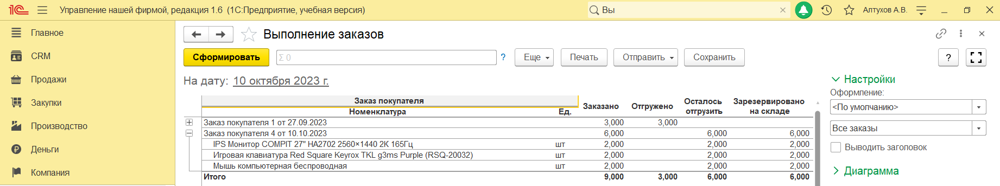 1С Управление нашей фирмой, редакция 1.6 (1С:Предприятие, учебная версия) Вы Алтухов А.В.
Главное
CRM
Продажи
Закупки
Производство
Деньги
Компания
Выполнение заказов
Сформировать Σ 0 ? Еще Печать Отправить Сохранить ?
На дату: 10 октября 2023 г.
Заказ покупателя Заказано Отгружено Осталось отгрузить Зарезервировано на складе
Номенклатура Ед.
Заказ покупателя 1 от 27.09.2023 3,000 3,000
Заказ покупателя 4 от 10.10.2023 6,000 6,000 6,000
IPS Монитор COMPIT 27" HA2702 2560×1440 2К 165Гц шт 2,000 2,000 2,000
Игровая клавиатура Red Square Keyrox TKL g3ms Purple (RSQ-20032) шт 2,000 2,000 2,000
Мышь компьютерная беспроводная шт 2,000 2,000 2,000
Итого 9,000 3,000 6,000 6,000
Настройки
Оформление:
<По умолчанию>
Все заказы
Выводить заголовок
Диаграмма